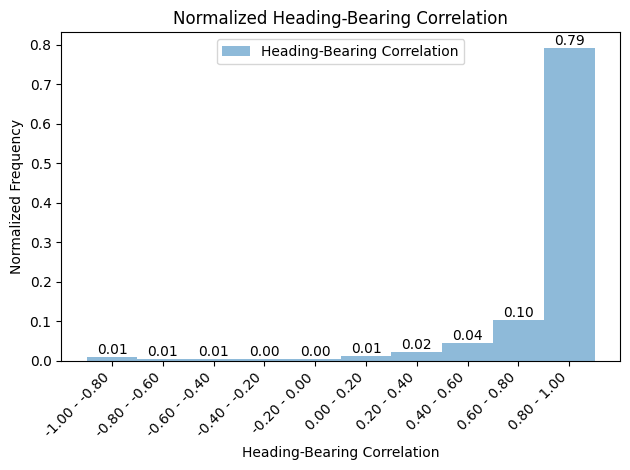 Normalized Heading-Bearing Correlation
Heading-Bearing Correlation
Normalized Frequency
0.8
0.7
0.6
0.5
0.4
0.3
0.2
0.1
0.0
0.01
0.01
0.01
0.00
0.00
0.01
0.02
0.04
0.10
0.79
-1.00 - -0.80
-0.80 - -0.60
-0.60 - -0.40
-0.40 - -0.20
-0.20 - 0.00
0.00 - 0.20
0.20 - 0.40
0.40 - 0.60
0.60 - 0.80
0.80 - 1.00
Heading-Bearing Correlation